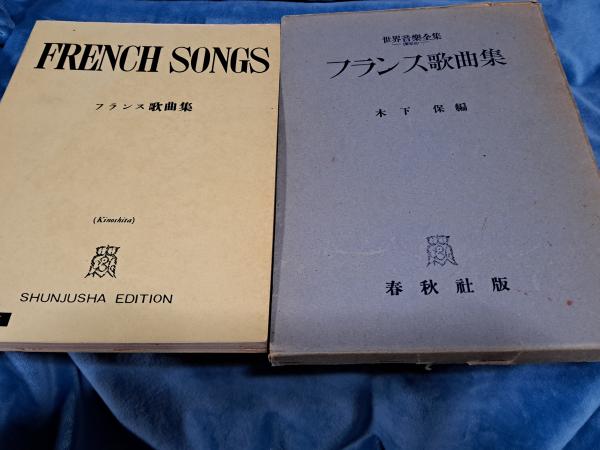 FRENCH SONGS
フランス歌曲集
(Kinoshita)
SHUNJUSHA EDITION
世界音樂全集
フランス歌曲集
木下 保編
春秋社版